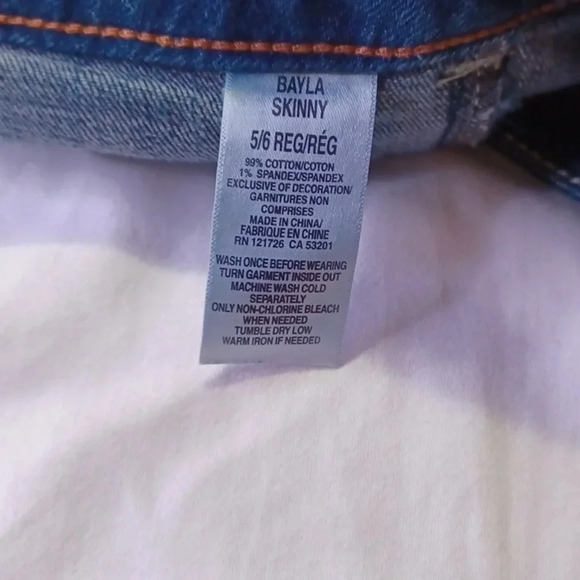 BAYLA
SKINNY
5/6 REG/RÉG
99% COTTON/COTON
1% SPANDEX/SPANDEX
EXCLUSIVE OF DECORATION/
GARNITURES NON
COMPRISES
MADE IN CHINA/
FABRIQUE EN CHINE
RN 121726 CA 53201
WASH ONCE BEFORE WEARING
TURN GARMENT INSIDE OUT
MACHINE WASH COLD
SEPARATELY
ONLY NON-CHLORINE BLEACH
WHEN NEEDED
TUMBLE DRY LOW
WARM IRON IF NEEDED